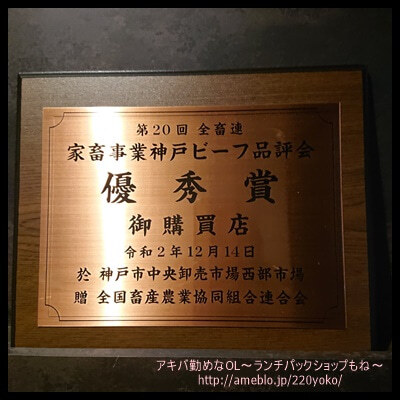 第20回 全畜連
家畜事業神戸ビーフ品評会
優秀賞
御購買店
令和2年12月14日
於 神戸市中央卸売市場西部市場
贈 全国畜産農業協同組合連合会
アキバ勤めなOL〜ランチパックショップもね〜
http://ameblo.jp/220yoko/